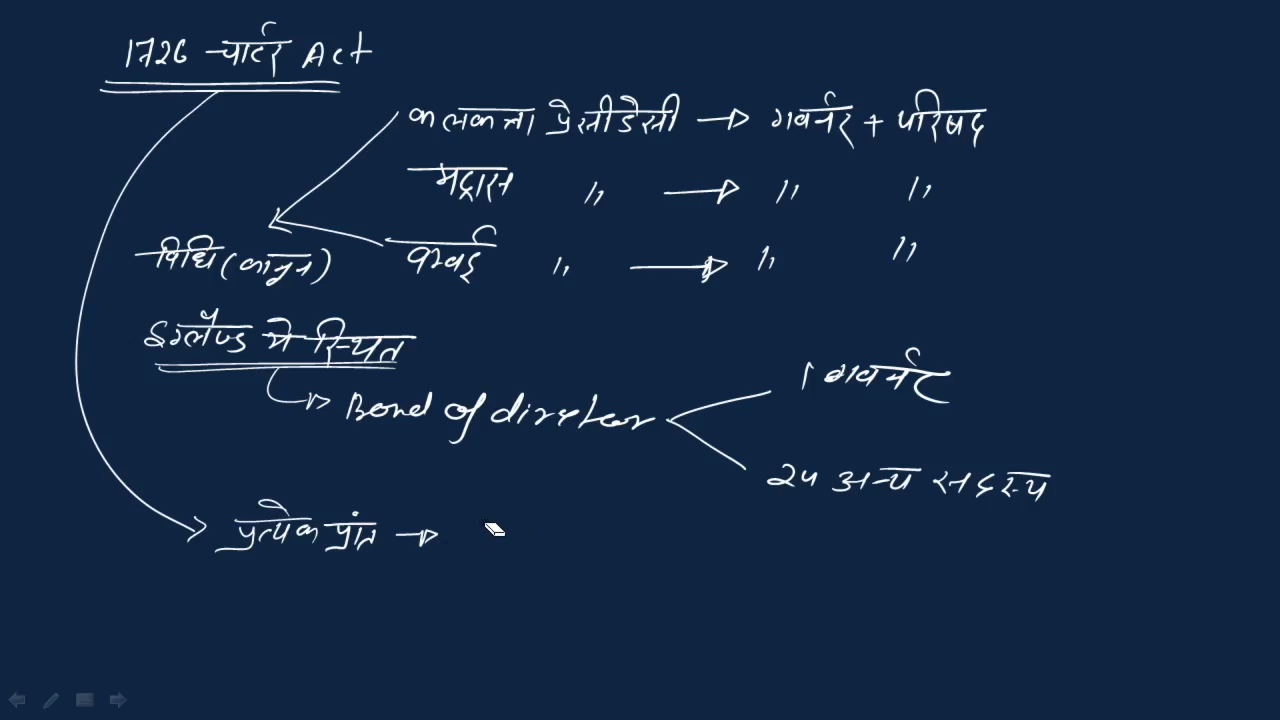 1726 चार्टर Act
कलकत्ता प्रेसीडेसी → गवर्नर + परिषद
मद्रास ,, → ,, ,,
विधि (कानून)
बम्बई ,, → ,, ,,
इंग्लैण्ड मे स्थित
Bord of director
1 गवर्नर
24 अन्य सदस्य
प्रत्येक प्रांत →